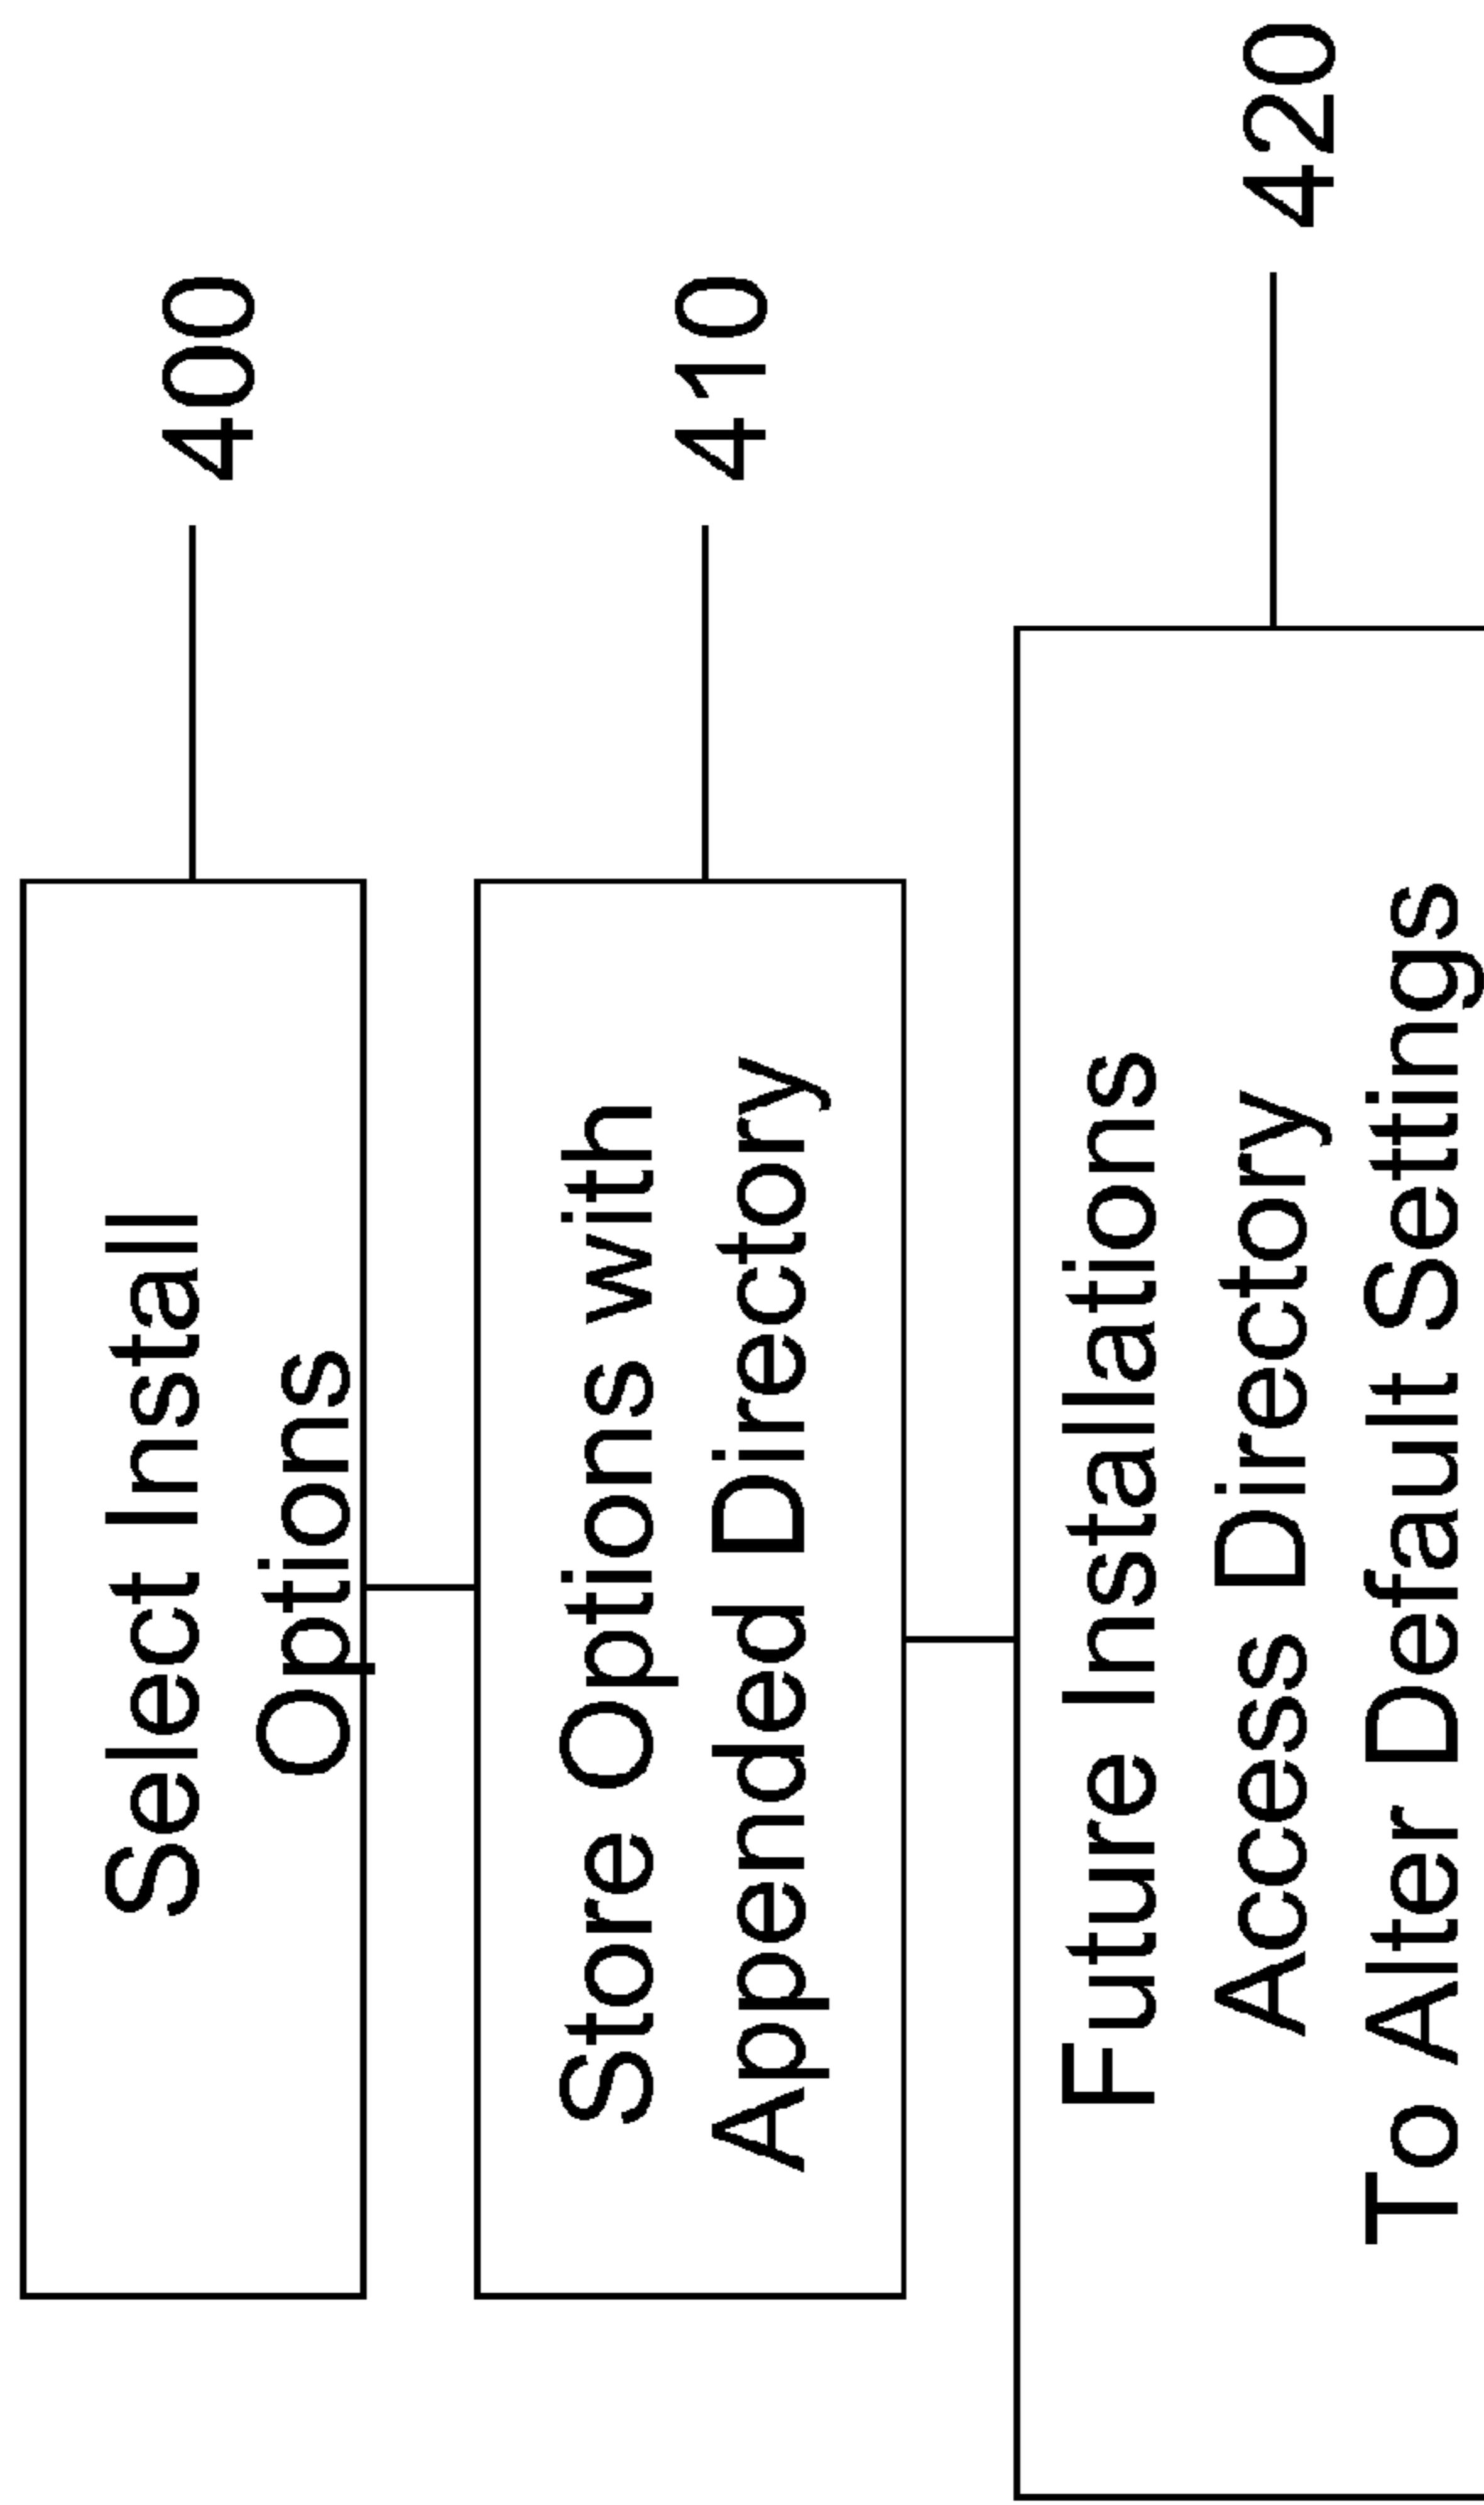 Select Install
Options
400
Store Options with
Appended Directory
410
Future Installations
Access Directory
To Alter Default Settings
420